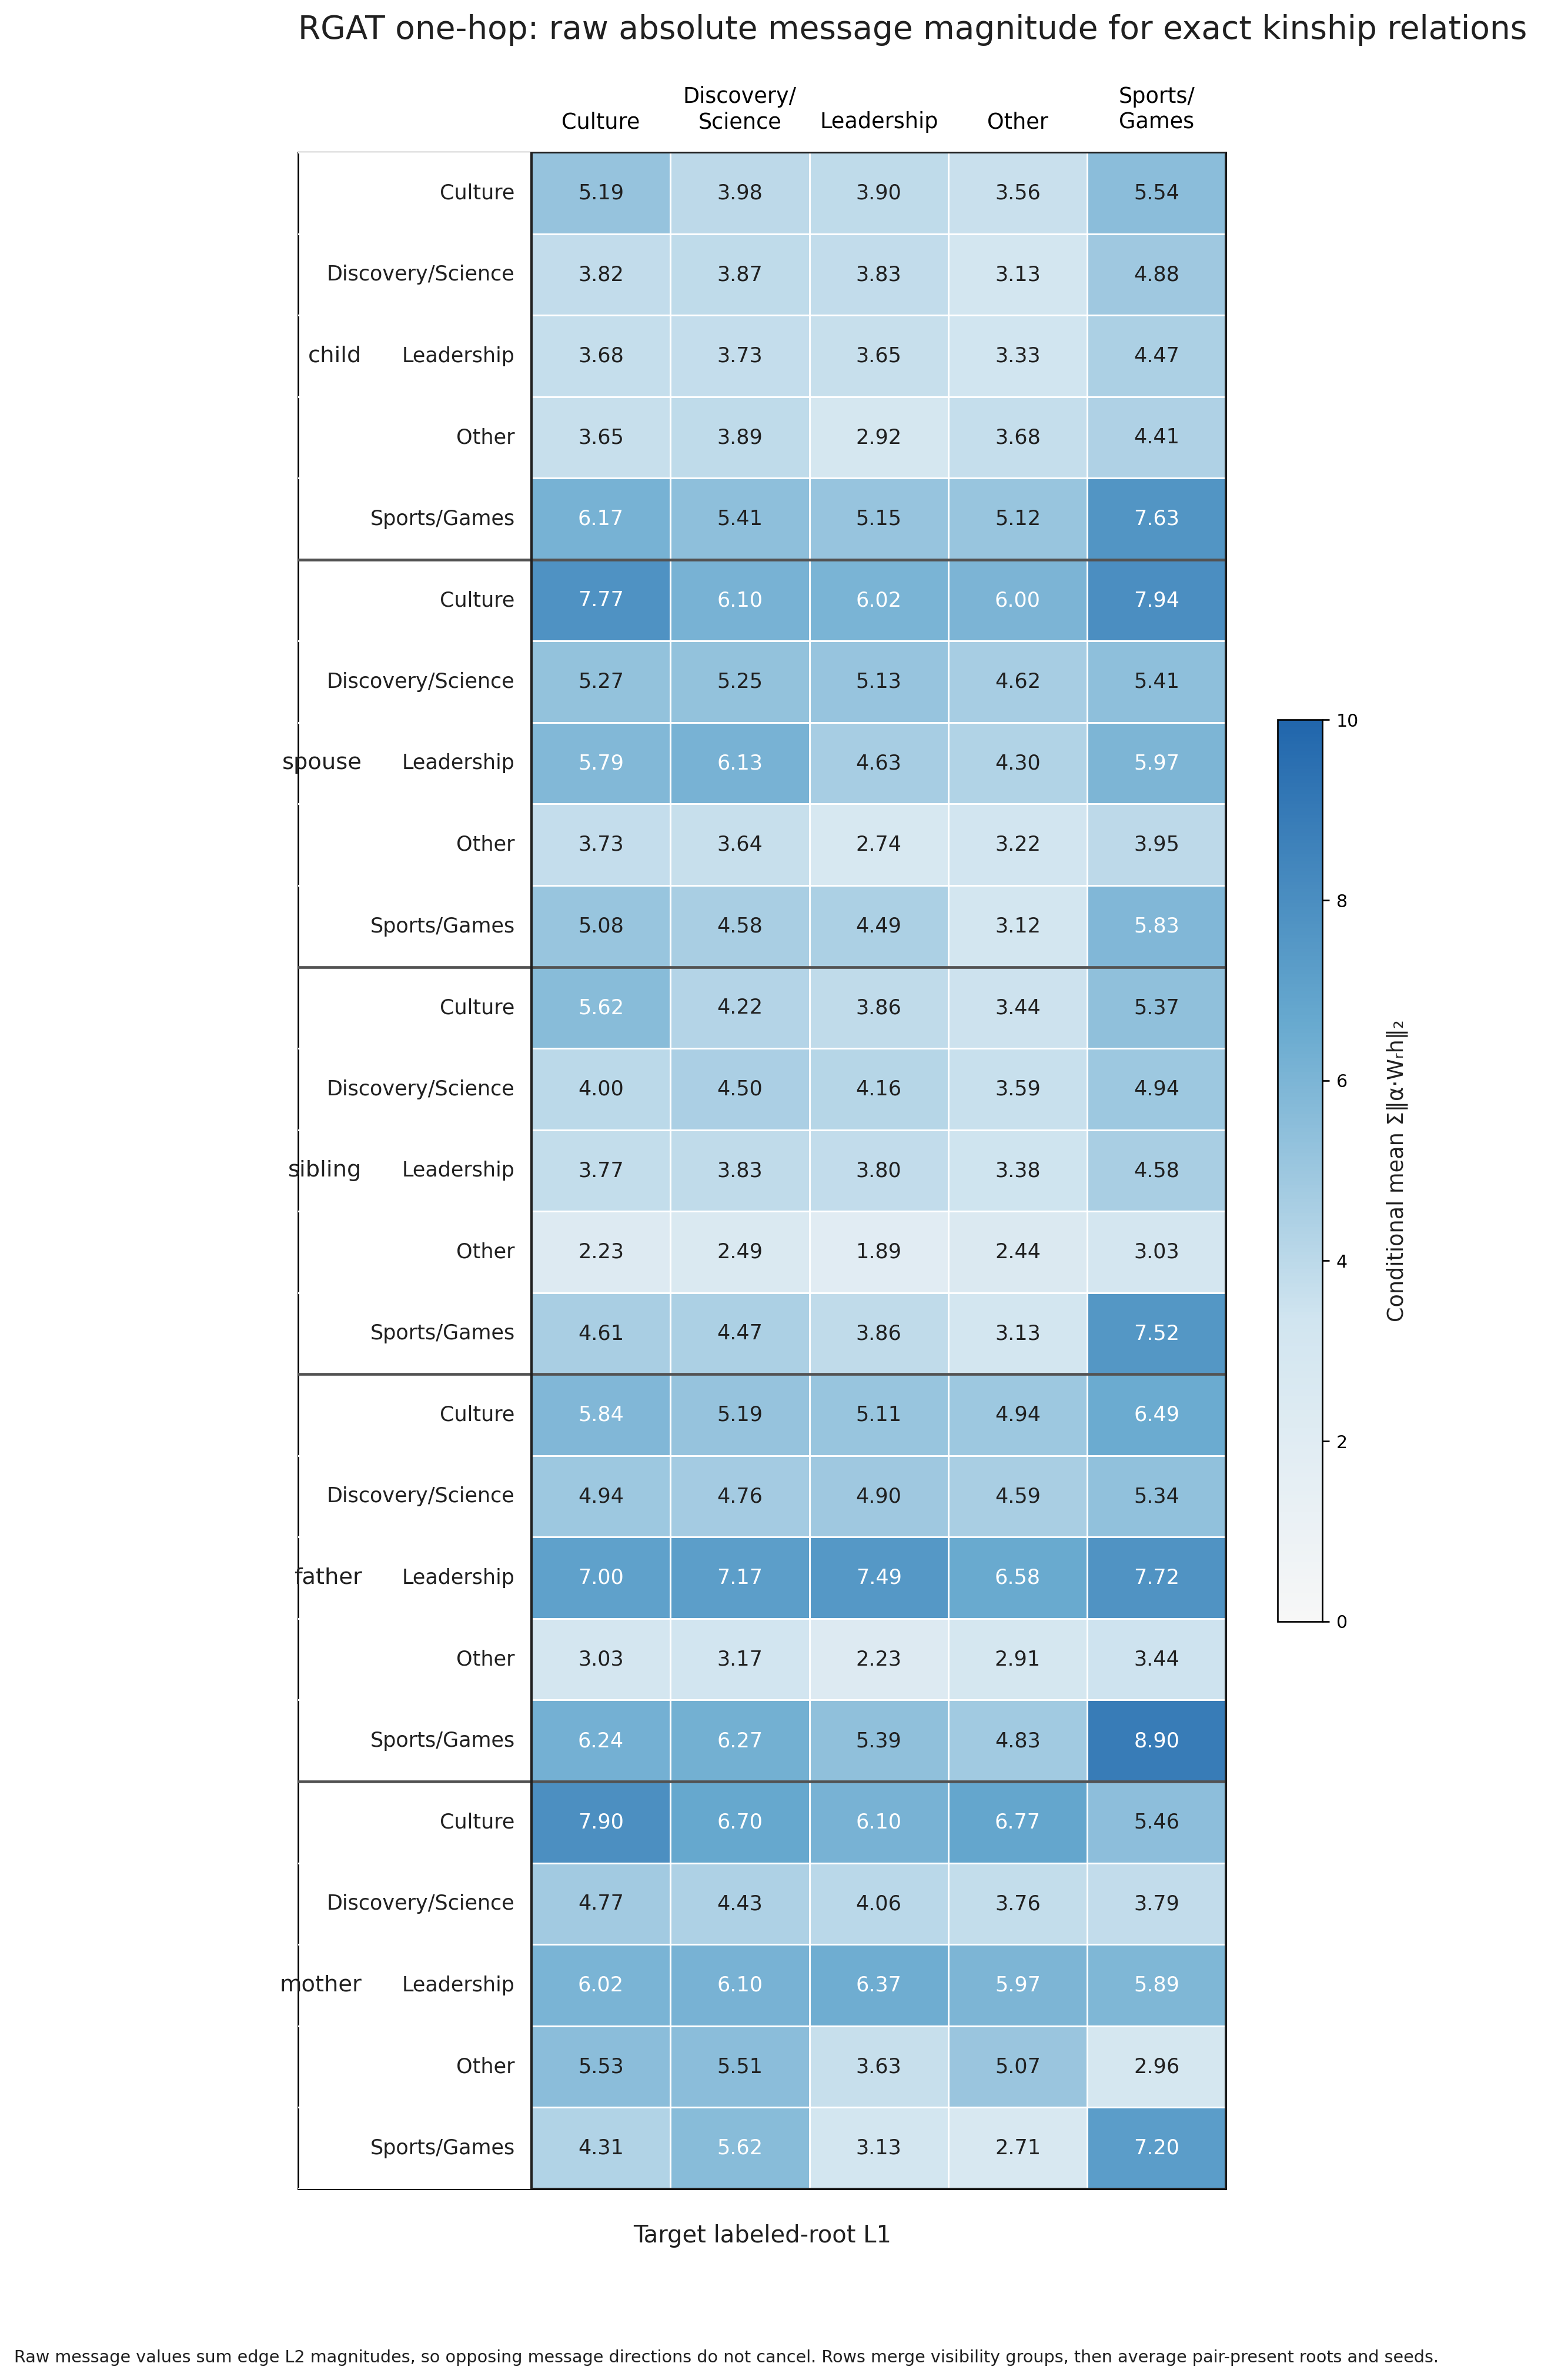 RGAT one-hop: raw absolute message magnitude for exact kinship relations
Culture Discovery/ Science Leadership Other Sports/ Games
Culture 5.19 3.98 3.90 3.56 5.54
Discovery/Science 3.82 3.87 3.83 3.13 4.88
child Leadership 3.68 3.73 3.65 3.33 4.47
Other 3.65 3.89 2.92 3.68 4.41
Sports/Games 6.17 5.41 5.15 5.12 7.63
Culture 7.77 6.10 6.02 6.00 7.94
Discovery/Science 5.27 5.25 5.13 4.62 5.41
spouse Leadership 5.79 6.13 4.63 4.30 5.97
Other 3.73 3.64 2.74 3.22 3.95
Sports/Games 5.08 4.58 4.49 3.12 5.83
Culture 5.62 4.22 3.86 3.44 5.37
Discovery/Science 4.00 4.50 4.16 3.59 4.94
sibling Leadership 3.77 3.83 3.80 3.38 4.58
Other 2.23 2.49 1.89 2.44 3.03
Sports/Games 4.61 4.47 3.86 3.13 7.52
Culture 5.84 5.19 5.11 4.94 6.49
Discovery/Science 4.94 4.76 4.90 4.59 5.34
father Leadership 7.00 7.17 7.49 6.58 7.72
Other 3.03 3.17 2.23 2.91 3.44
Sports/Games 6.24 6.27 5.39 4.83 8.90
Culture 7.90 6.70 6.10 6.77 5.46
Discovery/Science 4.77 4.43 4.06 3.76 3.79
mother Leadership 6.02 6.10 6.37 5.97 5.89
Other 5.53 5.51 3.63 5.07 2.96
Sports/Games 4.31 5.62 3.13 2.71 7.20
Target labeled-root L1
10
8
6
4
2
0
Conditional mean Σ‖α·Wᵣh‖₂
Raw message values sum edge L2 magnitudes, so opposing message directions do not cancel. Rows merge visibility groups, then average pair-present roots and seeds.